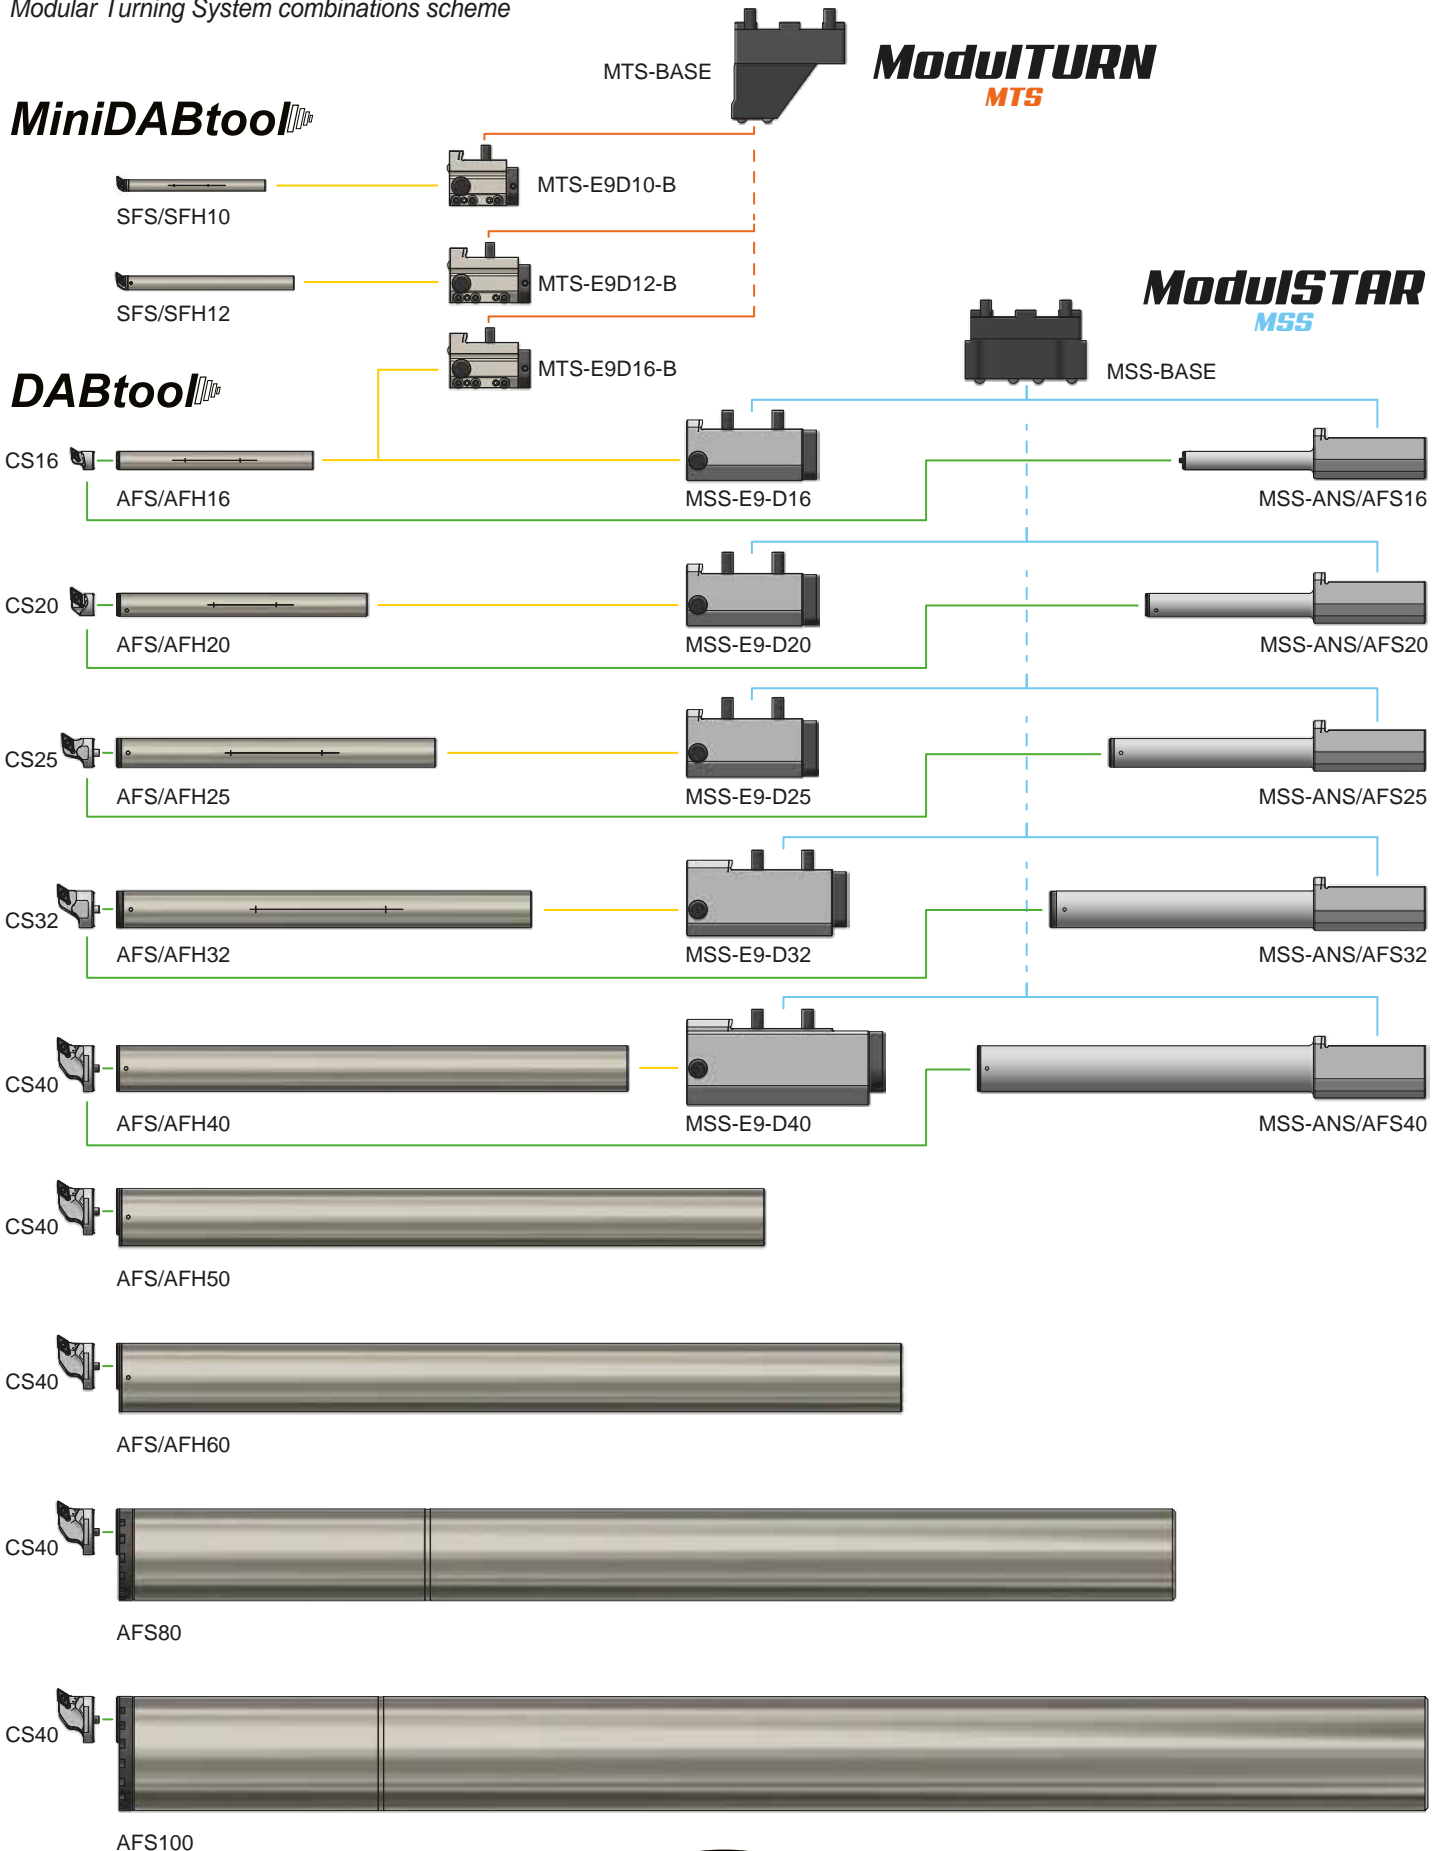 Modular Turning System combinations scheme
MTS-BASE
ModulTURN
MTS
MiniDABtool
MTS-E9D10-B
SFS/SFH10
MTS-E9D12-B
SFS/SFH12
ModulSTAR
MSS
MTS-E9D16-B
MSS-BASE
DABtool
CS16
AFS/AFH16
MSS-E9-D16
MSS-ANS/AFS16
CS20
AFS/AFH20
MSS-E9-D20
MSS-ANS/AFS20
CS25
AFS/AFH25
MSS-E9-D25
MSS-ANS/AFS25
CS32
AFS/AFH32
MSS-E9-D32
MSS-ANS/AFS32
CS40
AFS/AFH40
MSS-E9-D40
MSS-ANS/AFS40
CS40
AFS/AFH50
CS40
AFS/AFH60
CS40
AFS80
CS40
AFS100